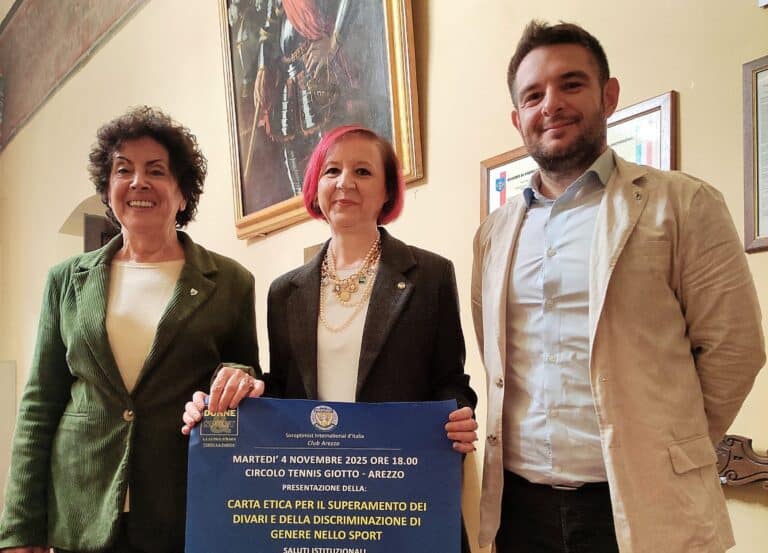 DONNE
Soroptimist International d'Italia
Club Arezzo
MARTEDI' 4 NOVEMBRE 2025 ORE 18.00
CIRCOLO TENNIS GIOTTO - AREZZO
PRESENTAZIONE DELLA:
CARTA ETICA PER IL SUPERAMENTO DEI
DIVARI E DELLA DISCRIMINAZIONE DI
GENERE NELLO SPORT
SALUTI ISTITUZIONALI